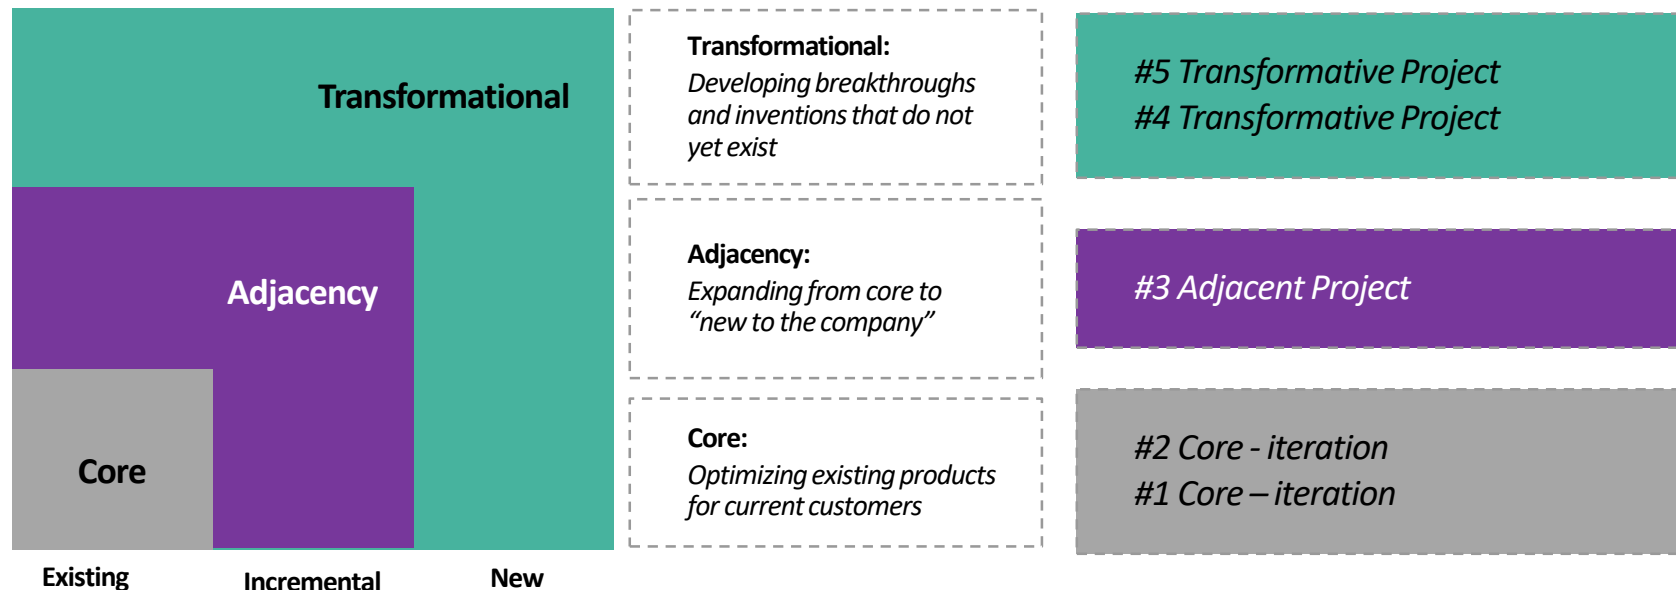 Transformational
Adjacency
Core
Existing
Incremental
New
Transformational:
Developing breakthroughs
and inventions that do not
yet exist
Adjacency:
Expanding from core to
“new to the company”
Core:
Optimizing existing products
for current customers
#5 Transformative Project
#4 Transformative Project
#3 Adjacent Project
#2 Core - iteration
#1 Core – iteration